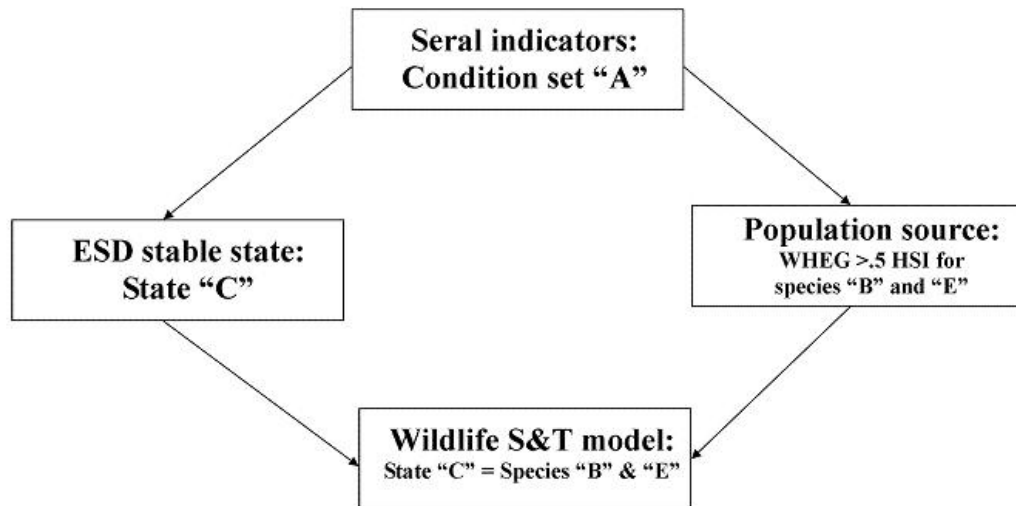 Seral indicators:
Condition set “A”
ESD stable state:
State “C”
Population source:
WHEG >.5 HSI for
species “B” and “E”
Wildlife S&T model:
State “C” = Species “B” & “E”